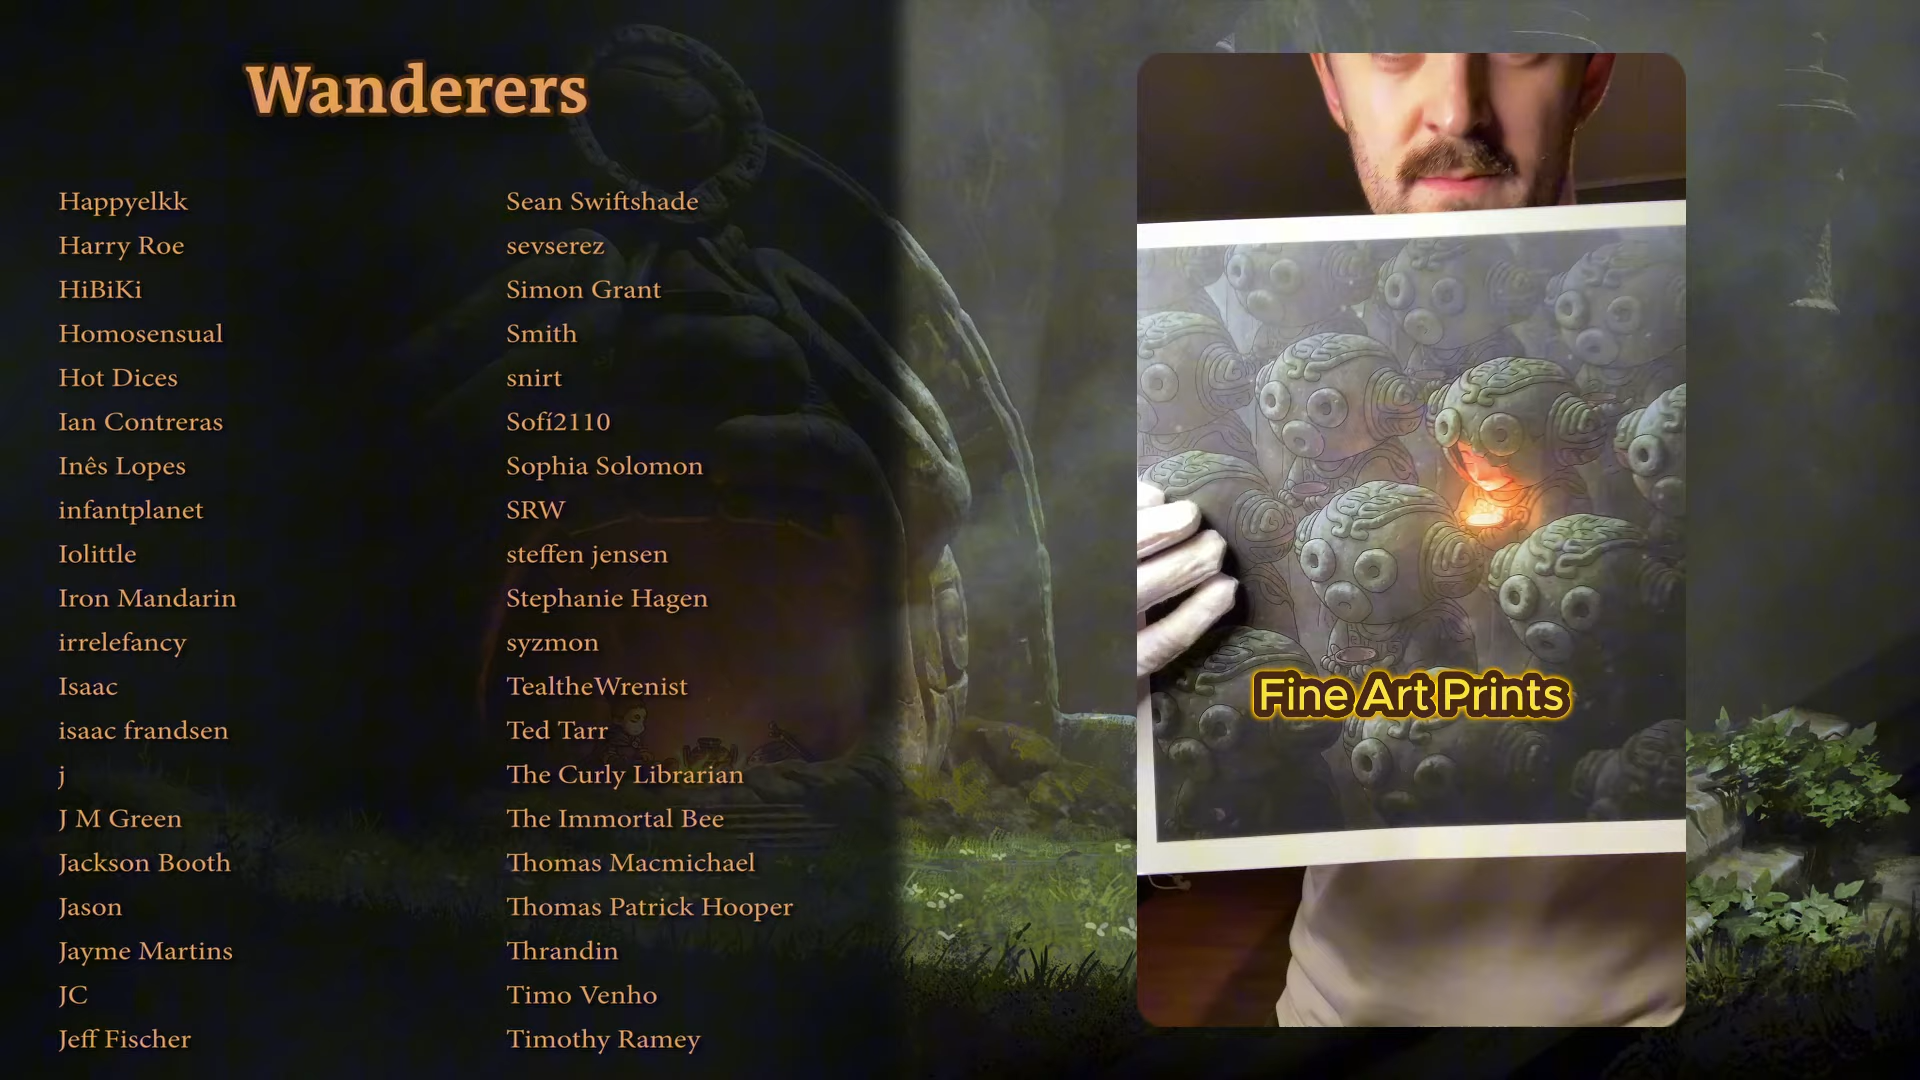 Wanderers
Happyelkk
Harry Roe
HiBiKi
Homosensual
Hot Dices
Ian Contreras
Inês Lopes
infantplanet
Iolittle
Iron Mandarin
irrelefancy
Isaac
isaac frandsen
j
J M Green
Jackson Booth
Jason
Jayme Martins
JC
Jeff Fischer
Sean Swiftshade
sevserez
Simon Grant
Smith
snirt
Sofí2110
Sophia Solomon
SRW
steffen jensen
Stephanie Hagen
syzmon
TealtheWrenist
Ted Tarr
The Curly Librarian
The Immortal Bee
Thomas Macmichael
Thomas Patrick Hooper
Thrandin
Timo Venho
Timothy Ramey
Fine Art Prints